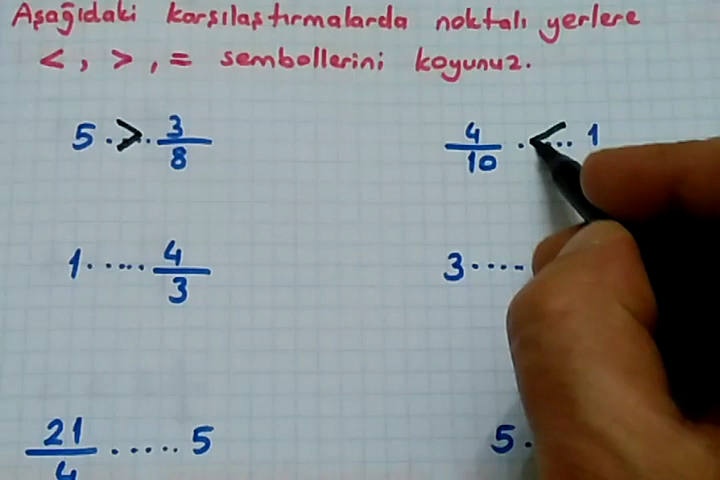 Aşağıdaki karşılaştırmalarda noktalı yerlere
<, >, = sembollerini koyunuz.
5 .>. 3/8
4/10 .<.. 1
1 ..... 4/3
3 ....
21/4 ..... 5
5 .